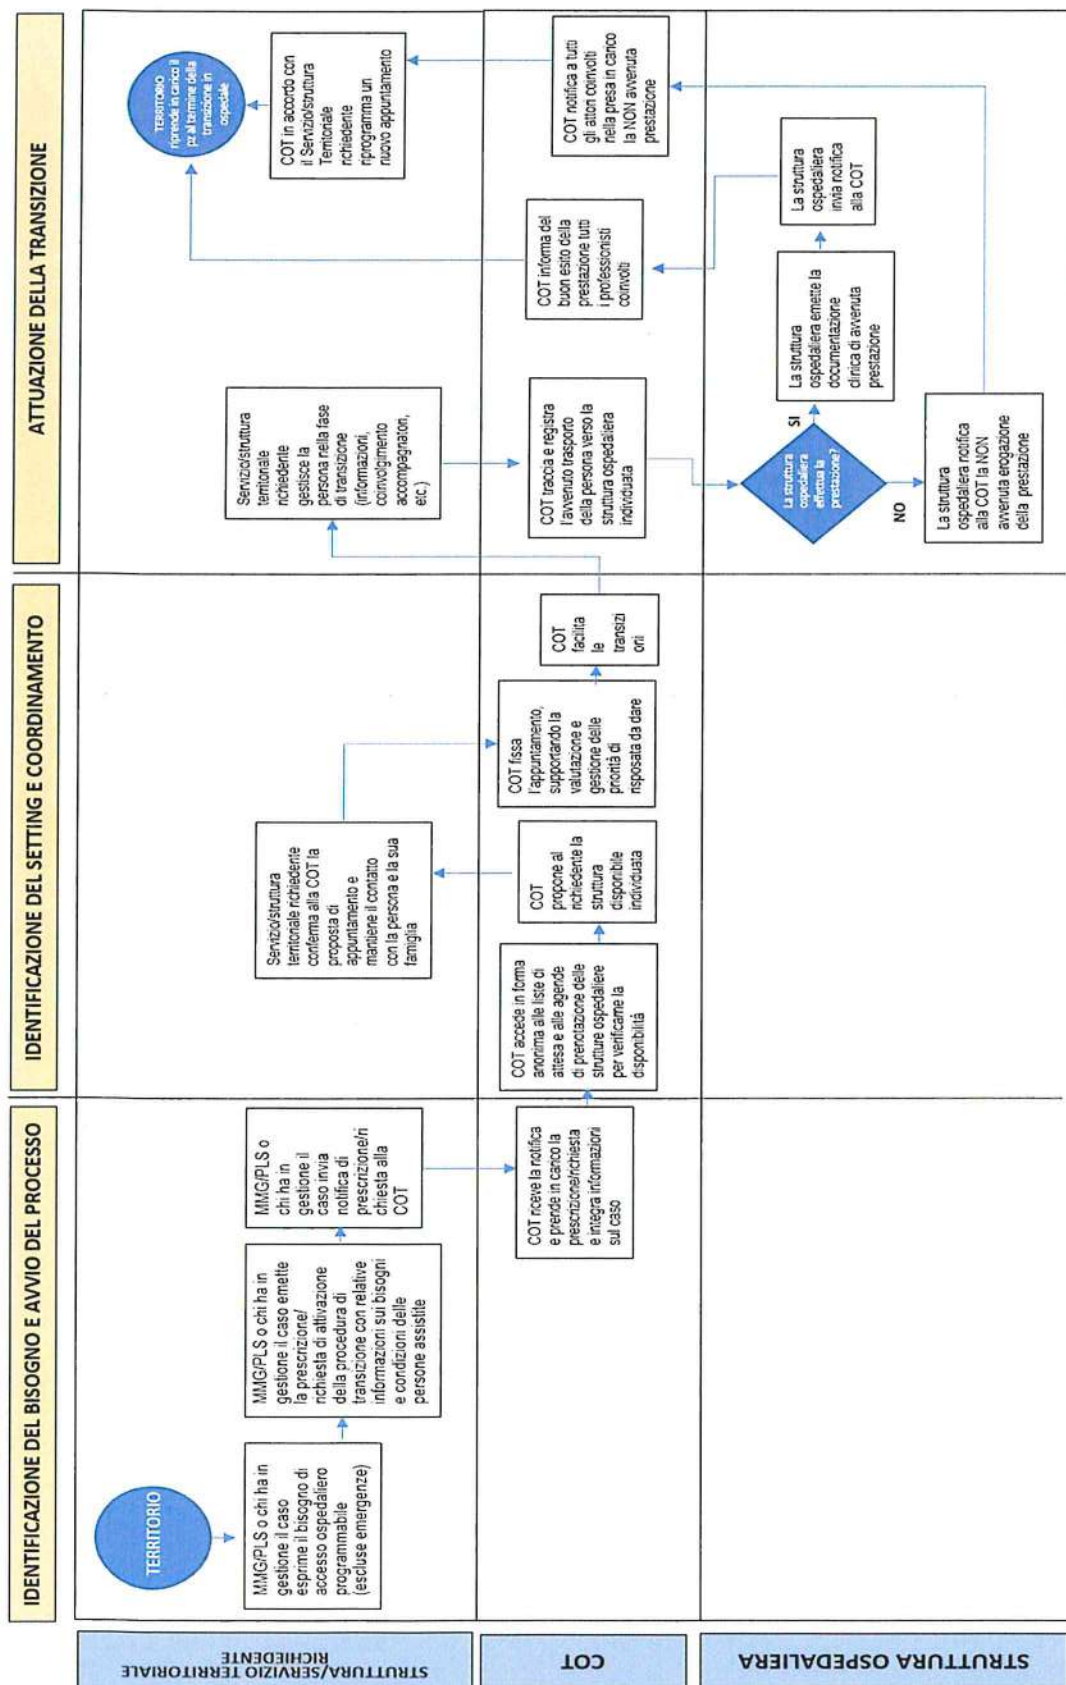 IDENTIFICAZIONE DEL BISOGNO E AVVIO DEL PROCESSO
IDENTIFICAZIONE DEL SETTING E COORDINAMENTO
ATTUAZIONE DELLA TRANSIZIONE
STRUTTURA/SERVIZIO TERRITORIALE
RICHIEDENTE
TERRITORIO
MMG/PLS o chi ha in
gestione il caso
esprime il bisogno di
accesso ospedaliero
programmabile
(escluse emergenze)
MMG/PLS o chi ha in
gestione il caso emette
la prescrizione/
richiesta di attivazione
della procedura di
transizione con relative
informazioni sui bisogni
e condizioni delle
persone assistite
MMG/PLS o
chi ha in
gestione il
caso invia
notifica di
prescrizione/ri
chiesta alla
COT
Servizio/struttura
territoriale richiedente
conferma alla COT la
proposta di
appuntamento e
mantiene il contatto
con la persona e la sua
famiglia
Servizio/struttura
territoriale
richiedente
gestisce la
persona nella fase
di transizione
(informazioni,
coinvolgimento
accompagnatori,
etc.)
TERRITORIO
riprende in carico il
pz al termine della
transizione in
ospedale
COT in accordo con
il Servizio/struttura
Territoriale
richiedente
riprogramma un
nuovo appuntamento
COT
COT riceve la notifica
e prende in carico la
prescrizione/richiesta
e integra informazioni
sul caso
COT accede in forma
anonima alle liste di
attesa e alle agende
di prenotazione delle
strutture ospedaliere
per verificarne la
disponibilità
COT
propone al
richiedente la
struttura
disponibile
individuata
COT fissa
l'appuntamento,
supportando la
valutazione e
gestione delle
priorità di
risposata da dare
COT
facilita
le
transizi
oni
COT traccia e registra
l'avvenuto trasporto
della persona verso la
struttura ospedaliera
individuata
COT informa del
buon esito della
prestazione tutti
i professionisti
coinvolti
COT notifica a tutti
gli attori coinvolti
nella presa in carico
la NON avvenuta
prestazione
STRUTTURA OSPEDALIERA
La struttura
ospedaliera
effettua la
prestazione?
SI
La struttura
ospedaliera emette la
documentazione
clinica di avvenuta
prestazione
La struttura
ospedaliera
invia notifica
alla COT
NO
La struttura
ospedaliera notifica
alla COT la NON
avvenuta erogazione
della prestazione